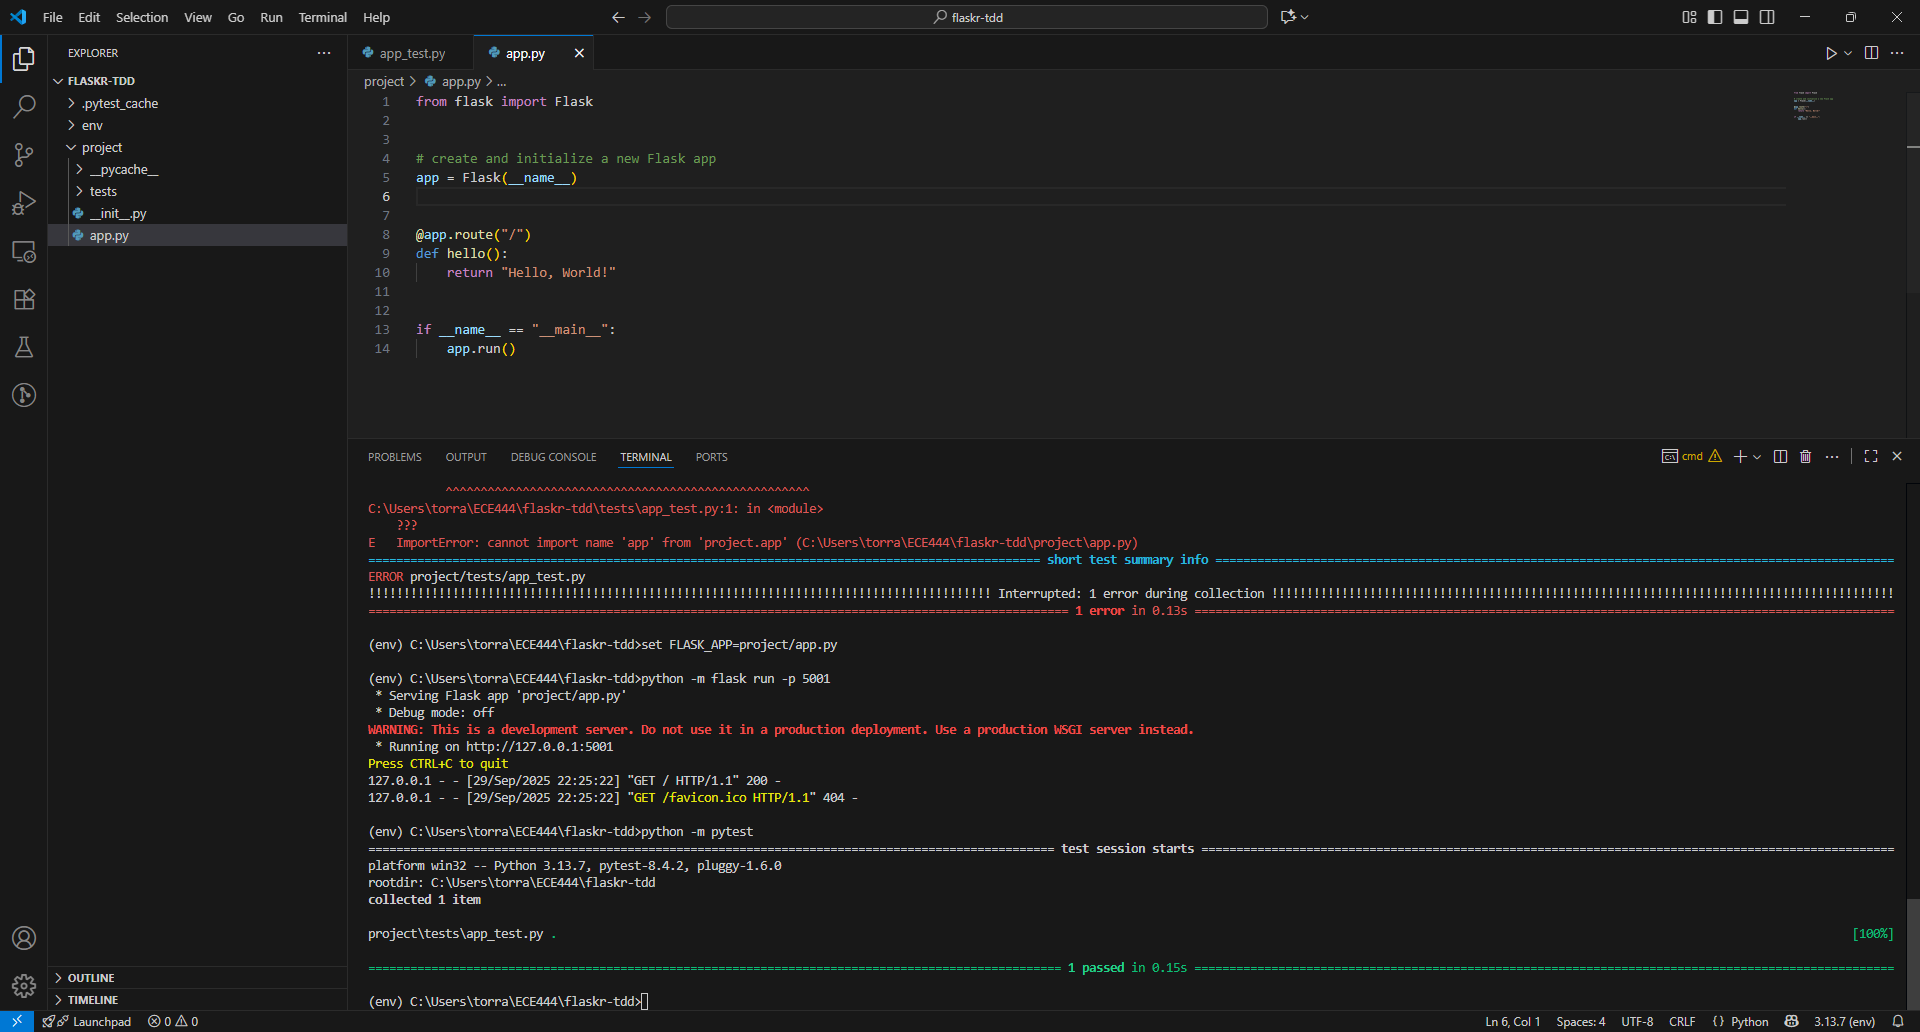 File Edit Selection View Go Run Terminal Help
flaskr-tdd
EXPLORER
FLASKR-TDD
.pytest_cache
env
project
__pycache__
tests
__init__.py
app.py
OUTLINE
TIMELINE
app_test.py
app.py
project > app.py > ...
1 from flask import Flask
2
3
4 # create and initialize a new Flask app
5 app = Flask(__name__)
6
7
8 @app.route("/")
9 def hello():
10 return "Hello, World!"
11
12
13 if __name__ == "__main__":
14 app.run()
PROBLEMS OUTPUT DEBUG CONSOLE TERMINAL PORTS
cmd
^^^^^^^^^^^^^^^^^^^^^^^^^^^^^^^^^^^^^^^^^^^^^^^^^^^^
C:\Users\torra\ECE444\flaskr-tdd\tests\app_test.py:1: in <module>
???
E ImportError: cannot import name 'app' from 'project.app' (C:\Users\torra\ECE444\flaskr-tdd\project\app.py)
================ short test summary info ================
ERROR project/tests/app_test.py
!!!!!!!!!!!!!!!! Interrupted: 1 error during collection !!!!!!!!!!!!!!!!
================ 1 error in 0.13s ================
(env) C:\Users\torra\ECE444\flaskr-tdd>set FLASK_APP=project/app.py
(env) C:\Users\torra\ECE444\flaskr-tdd>python -m flask run -p 5001
* Serving Flask app 'project/app.py'
* Debug mode: off
WARNING: This is a development server. Do not use it in a production deployment. Use a production WSGI server instead.
* Running on http://127.0.0.1:5001
Press CTRL+C to quit
127.0.0.1 - - [29/Sep/2025 22:25:22] "GET / HTTP/1.1" 200 -
127.0.0.1 - - [29/Sep/2025 22:25:22] "GET /favicon.ico HTTP/1.1" 404 -
(env) C:\Users\torra\ECE444\flaskr-tdd>python -m pytest
================ test session starts ================
platform win32 -- Python 3.13.7, pytest-8.4.2, pluggy-1.6.0
rootdir: C:\Users\torra\ECE444\flaskr-tdd
collected 1 item
project\tests\app_test.py . [100%]
================ 1 passed in 0.15s ================
(env) C:\Users\torra\ECE444\flaskr-tdd>
Launchpad 0 0 Ln 6, Col 1 Spaces: 4 UTF-8 CRLF {} Python 3.13.7 (env)